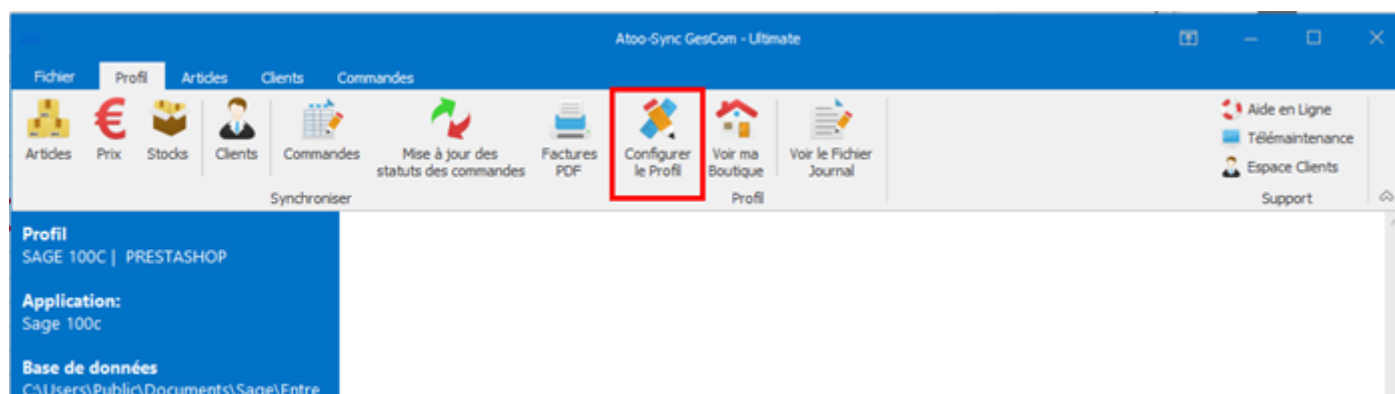 Atoo-Sync GesCom - Ultimate
Fichier Profil Articles Clients Commandes
Articles Prix Stocks Clients Commandes Mise à jour des statuts des commandes Factures PDF Configurer le Profil Voir ma Boutique Voir le Fichier Journal
Aide en Ligne
Télémaintenance
Espace Clients
Synchroniser Profil Support
Profil
SAGE 100C | PRESTASHOP
Application:
Sage 100c
Base de données
C:\Users\Public\Documents\Sage\Entre